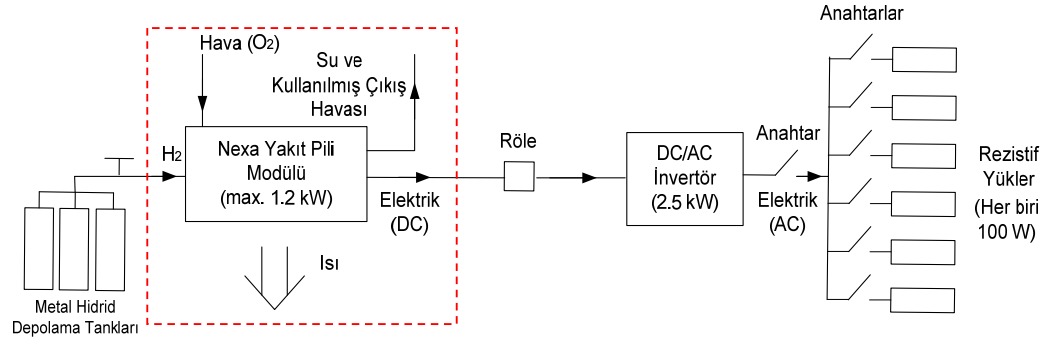 Hava (O2)
Su ve
Kullanılmış Çıkış
Havası
H2
Nexa Yakıt Pili
Modülü
(max. 1.2 kW)
Elektrik
(DC)
Isı
Metal Hidrid
Depolama Tankları
Röle
DC/AC
İnvertör
(2.5 kW)
Anahtar
Elektrik
(AC)
Anahtarlar
Rezistif
Yükler
(Her biri
100 W)